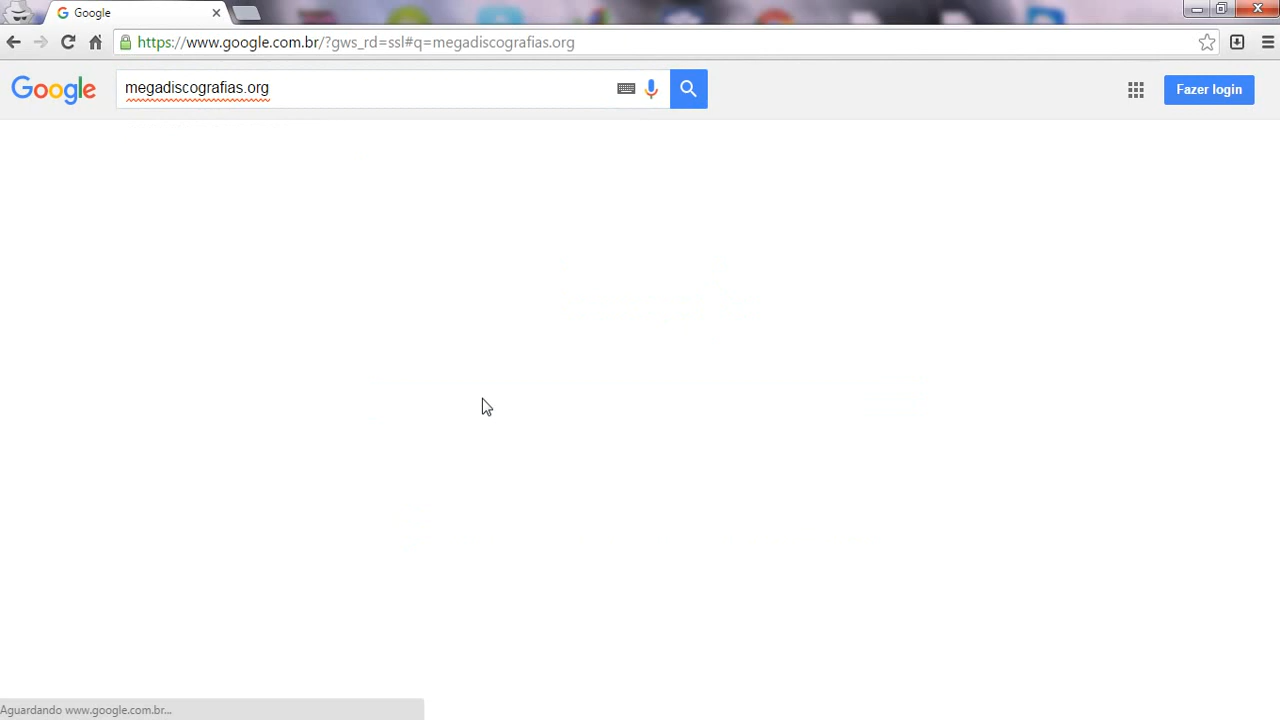 Google
https://www.google.com.br/?gws_rd=ssl#q=megadiscografias.org
Google
megadiscografias.org
Fazer login
Aguardando www.google.com.br...